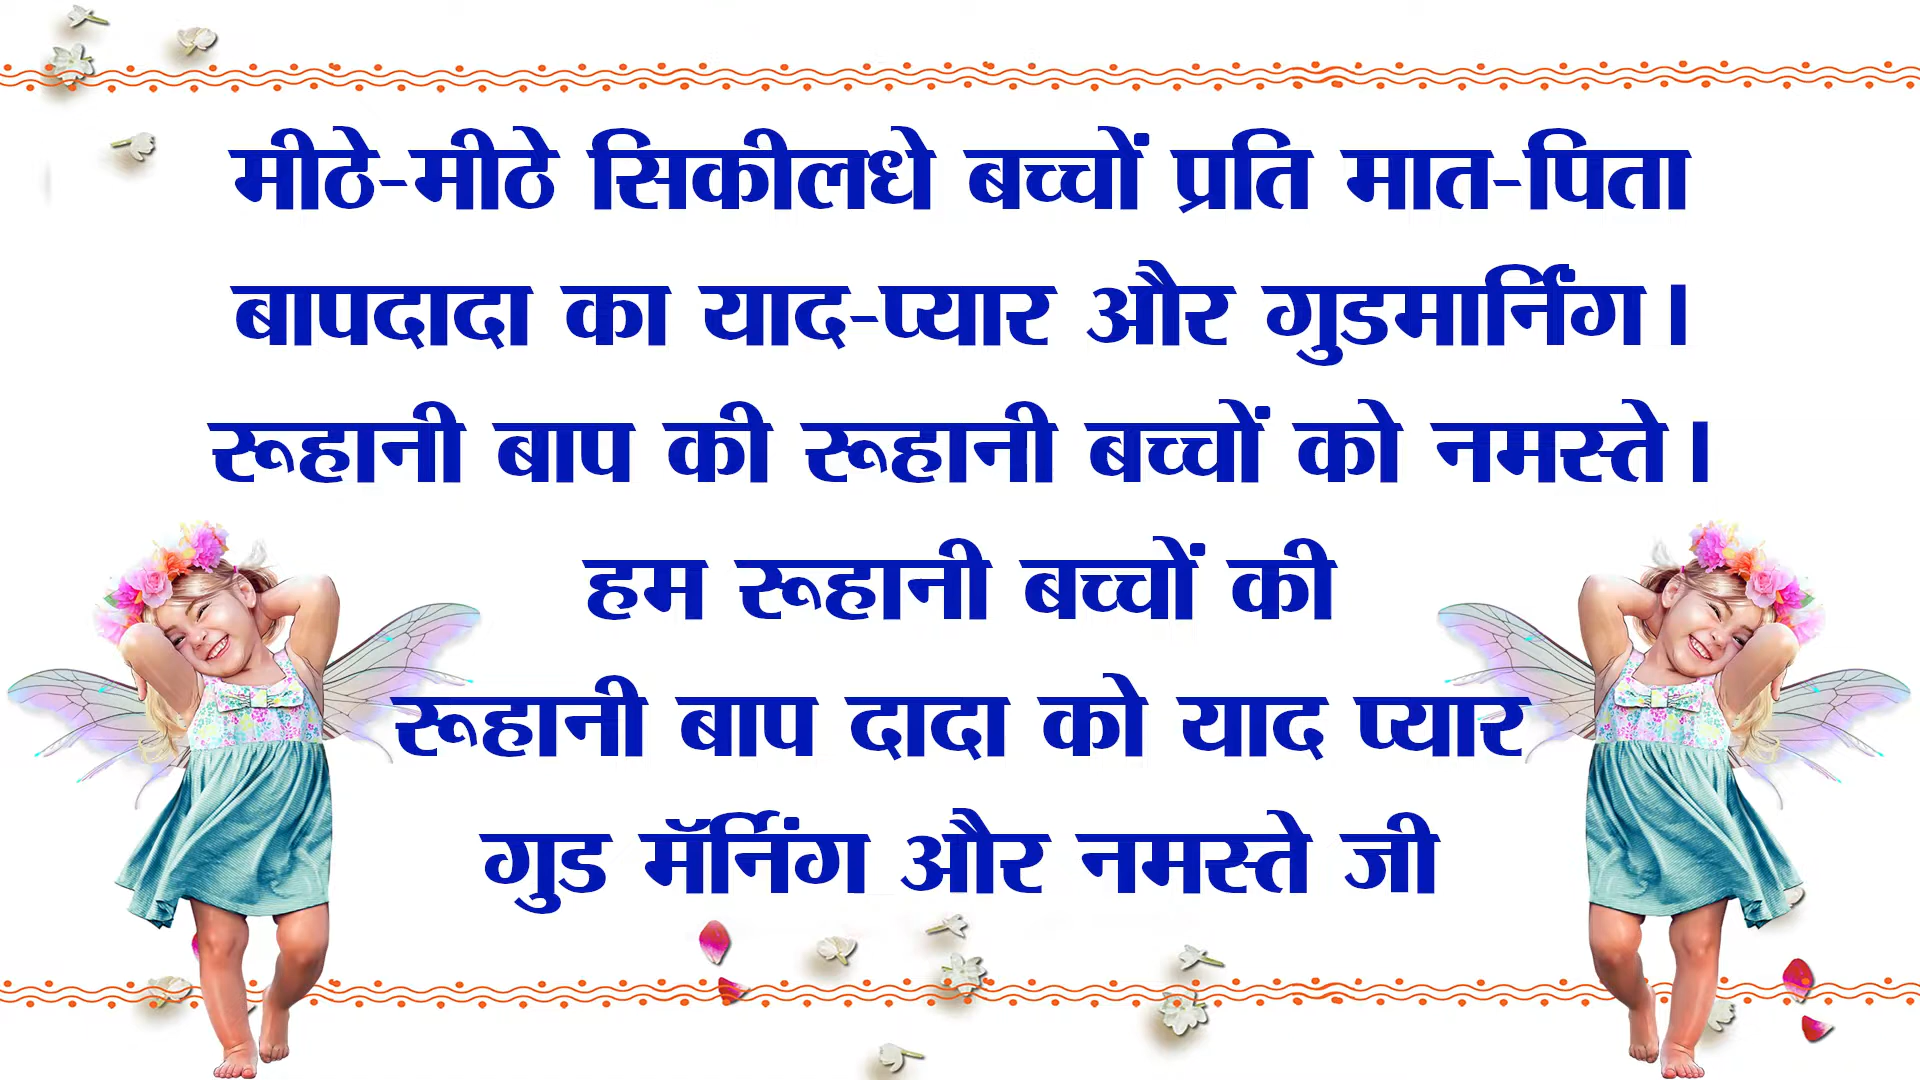 मीठे-मीठे सिकीलधे बच्चों प्रति मात-पिता
बापदादा का याद-प्यार और गुडमार्निंग।
रूहानी बाप की रूहानी बच्चों को नमस्ते।
हम रूहानी बच्चों की
रूहानी बाप दादा को याद प्यार
गुड मॅर्निंग और नमस्ते जी